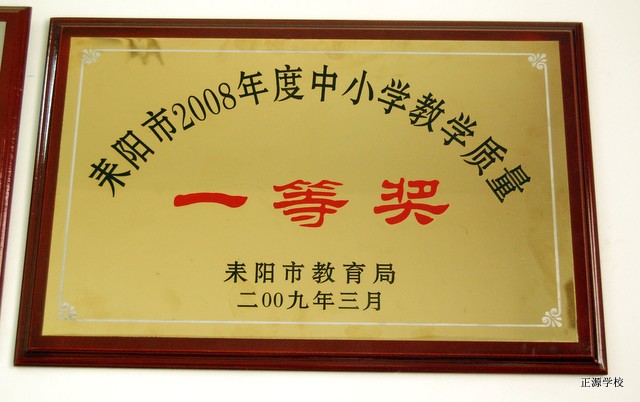 耒阳市2008年度中小学教学质量
一等奖
耒阳市教育局
二00九年三月
正源学校